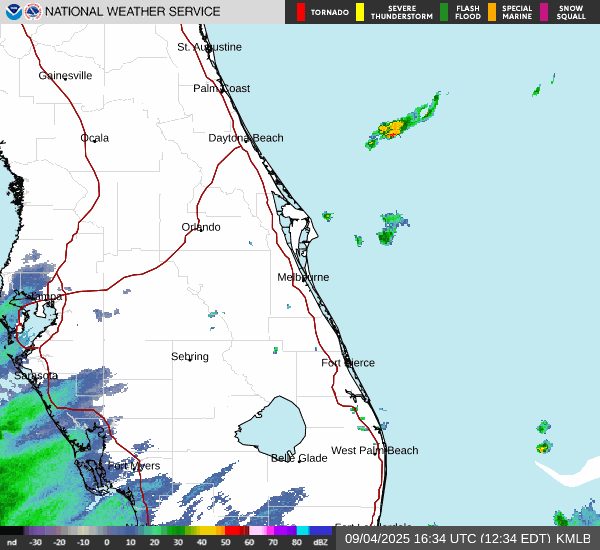 NATIONAL WEATHER SERVICE
TORNADO
SEVERE THUNDERSTORM
FLASH FLOOD
SPECIAL MARINE
SNOW SQUALL
St. Augustine
Gainesville
Palm Coast
Ocala
Daytona Beach
Orlando
Melbourne
Tampa
Sebring
Fort Pierce
Sarasota
West Palm Beach
Belle Glade
Fort Myers
nd -30 -20 -10 0 10 20 30 40 50 60 70 80 dBZ
09/04/2025 16:34 UTC (12:34 EDT) KMLB